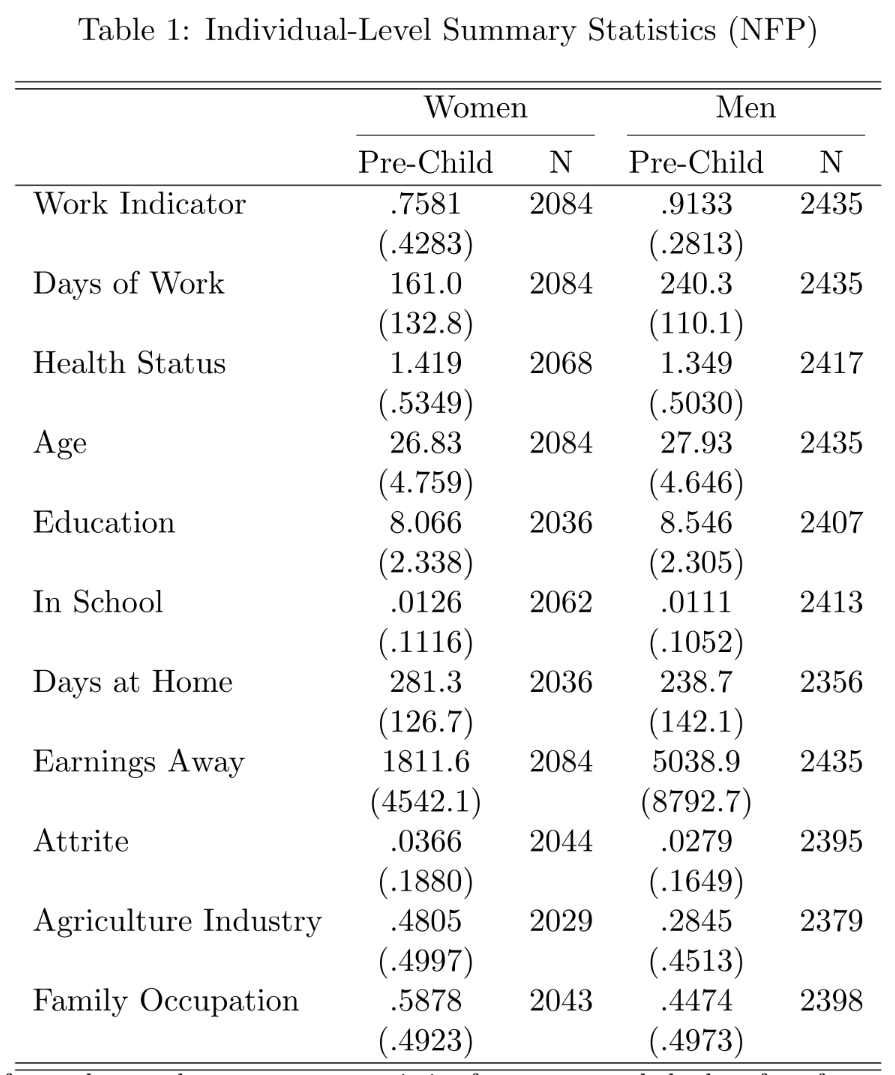 Table 1: Individual-Level Summary Statistics (NFP)
Women Men
Pre-Child N Pre-Child N
Work Indicator .7581 2084 .9133 2435
(.4283) (.2813)
Days of Work 161.0 2084 240.3 2435
(132.8) (110.1)
Health Status 1.419 2068 1.349 2417
(.5349) (.5030)
Age 26.83 2084 27.93 2435
(4.759) (4.646)
Education 8.066 2036 8.546 2407
(2.338) (2.305)
In School .0126 2062 .0111 2413
(.1116) (.1052)
Days at Home 281.3 2036 238.7 2356
(126.7) (142.1)
Earnings Away 1811.6 2084 5038.9 2435
(4542.1) (8792.7)
Attrite .0366 2044 .0279 2395
(.1880) (.1649)
Agriculture Industry .4805 2029 .2845 2379
(.4997) (.4513)
Family Occupation .5878 2043 .4474 2398
(.4923) (.4973)